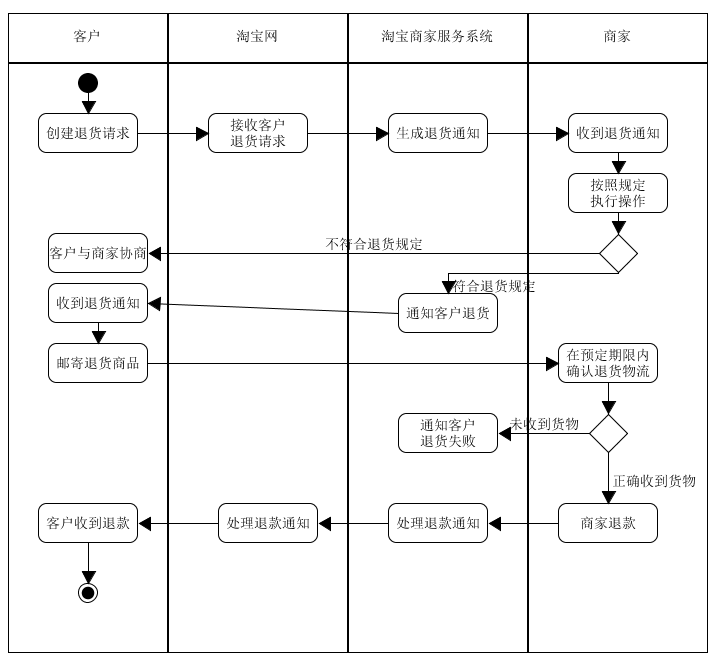 客户
淘宝网
淘宝商家服务系统
商家
创建退货请求
接收客户
退货请求
生成退货通知
收到退货通知
按照规定
执行操作
不符合退货规定
客户与商家协商
符合退货规定
收到退货通知
通知客户退货
邮寄退货商品
在预定期限内
确认退货物流
通知客户
退货失败
未收到货物
正确收到货物
客户收到退款
处理退款通知
处理退款通知
商家退款